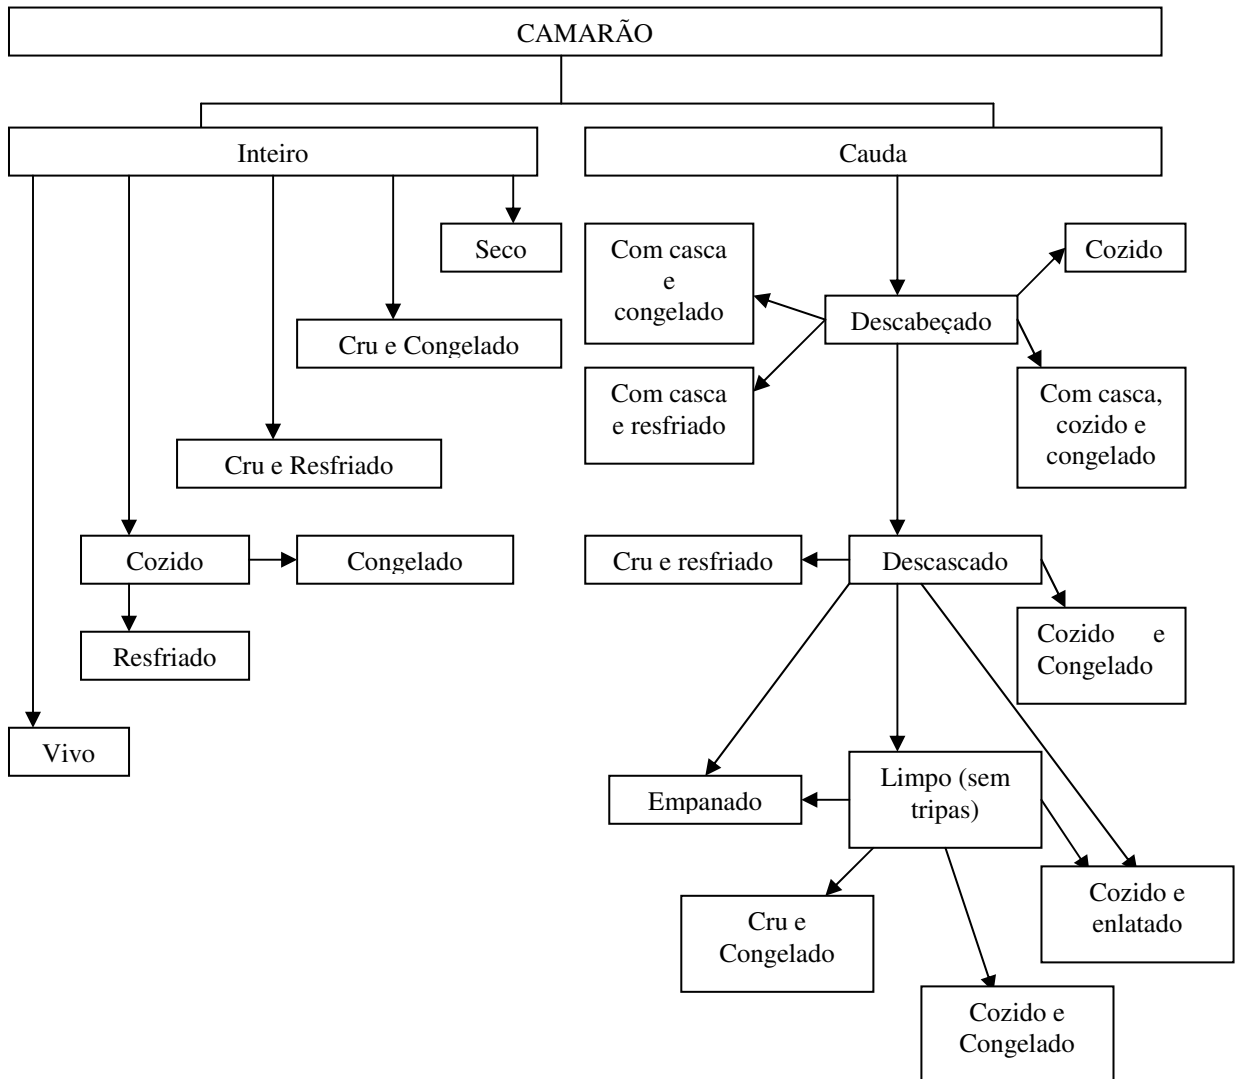 CAMARÃO
Inteiro
Cauda
Seco
Com casca
e
congelado
Cozido
Descabeçado
Cru e Congelado
Com casca
e resfriado
Com casca,
cozido e
congelado
Cru e Resfriado
Cozido
Congelado
Cru e resfriado
Descascado
Resfriado
Cozido e
Congelado
Vivo
Empanado
Limpo (sem
tripas)
Cru e
Congelado
Cozido e
enlatado
Cozido e
Congelado